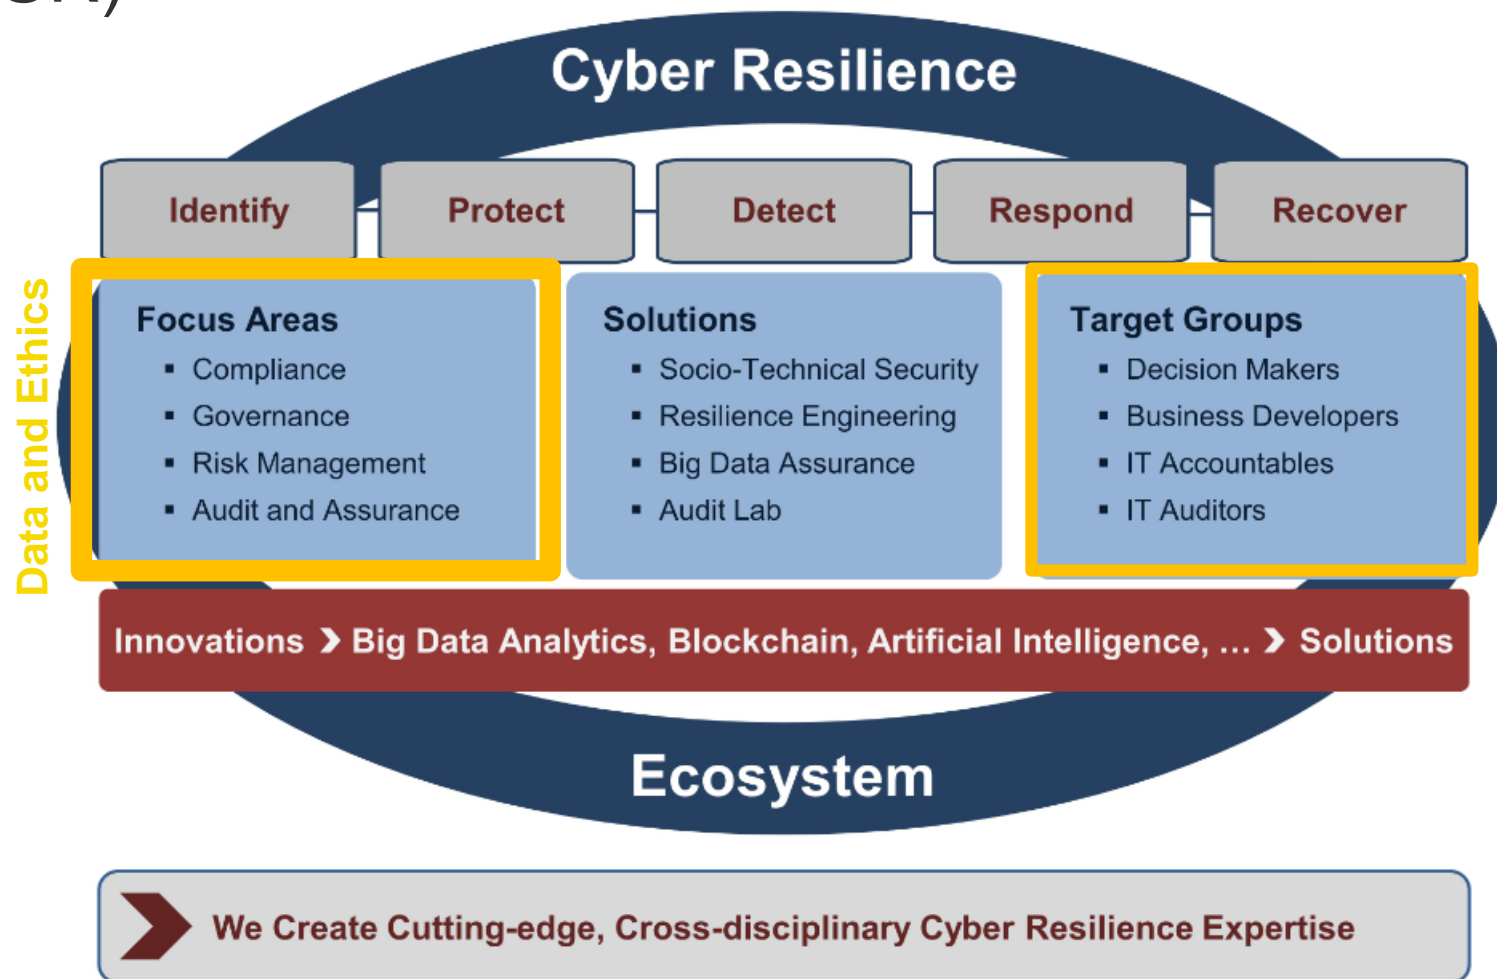 Cyber Resilience
Identify
Protect
Detect
Respond
Recover
Data and Ethics
Focus Areas
▪ Compliance
▪ Governance
▪ Risk Management
▪ Audit and Assurance
Solutions
▪ Socio-Technical Security
▪ Resilience Engineering
▪ Big Data Assurance
▪ Audit Lab
Target Groups
▪ Decision Makers
▪ Business Developers
▪ IT Accountables
▪ IT Auditors
Innovations ❯ Big Data Analytics, Blockchain, Artificial Intelligence, … ❯ Solutions
Ecosystem
We Create Cutting-edge, Cross-disciplinary Cyber Resilience Expertise